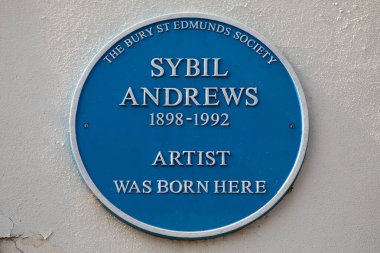 THE BURY ST EDMUNDS SOCIETY
SYBIL
ANDREWS
1898-1992
ARTIST
WAS BORN HERE